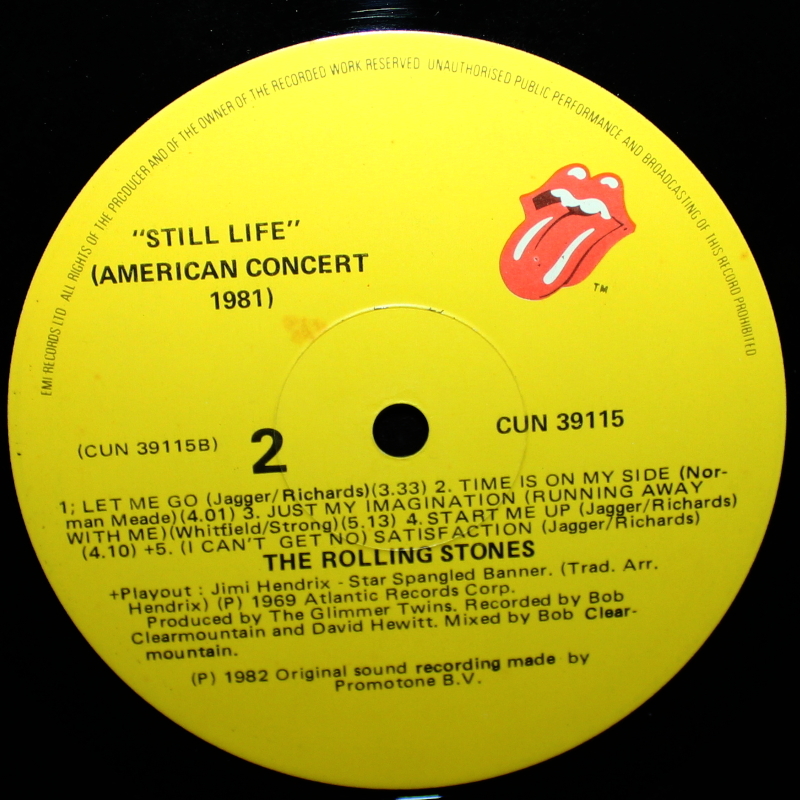 EMI RECORDS LTD ALL RIGHTS OF THE PRODUCER AND OF THE OWNER OF THE RECORDED WORK RESERVED UNAUTHORISED PUBLIC PERFORMANCE AND BROADCASTING OF THIS RECORD PROHIBITED
"STILL LIFE"
(AMERICAN CONCERT
1981)
TM
(CUN 39115B)
2
CUN 39115
1; LET ME GO (Jagger/Richards)(3.33) 2. TIME IS ON MY SIDE (Nor-
man Meade)(4.01) 3. JUST MY IMAGINATION (RUNNING AWAY
WITH ME)(Whitfield/Strong)(5.13) 4. START ME UP (Jagger/Richards)
(4.10) +5. (I CAN'T GET NO) SATISFACTION (Jagger/Richards)
THE ROLLING STONES
+Playout : Jimi Hendrix - Star Spangled Banner. (Trad. Arr.
Hendrix) (P) 1969 Atlantic Records Corp.
Produced by The Glimmer Twins. Recorded by Bob
Clearmountain and David Hewitt. Mixed by Bob Clear-
mountain.
(P) 1982 Original sound recording made by
Promotone B.V.